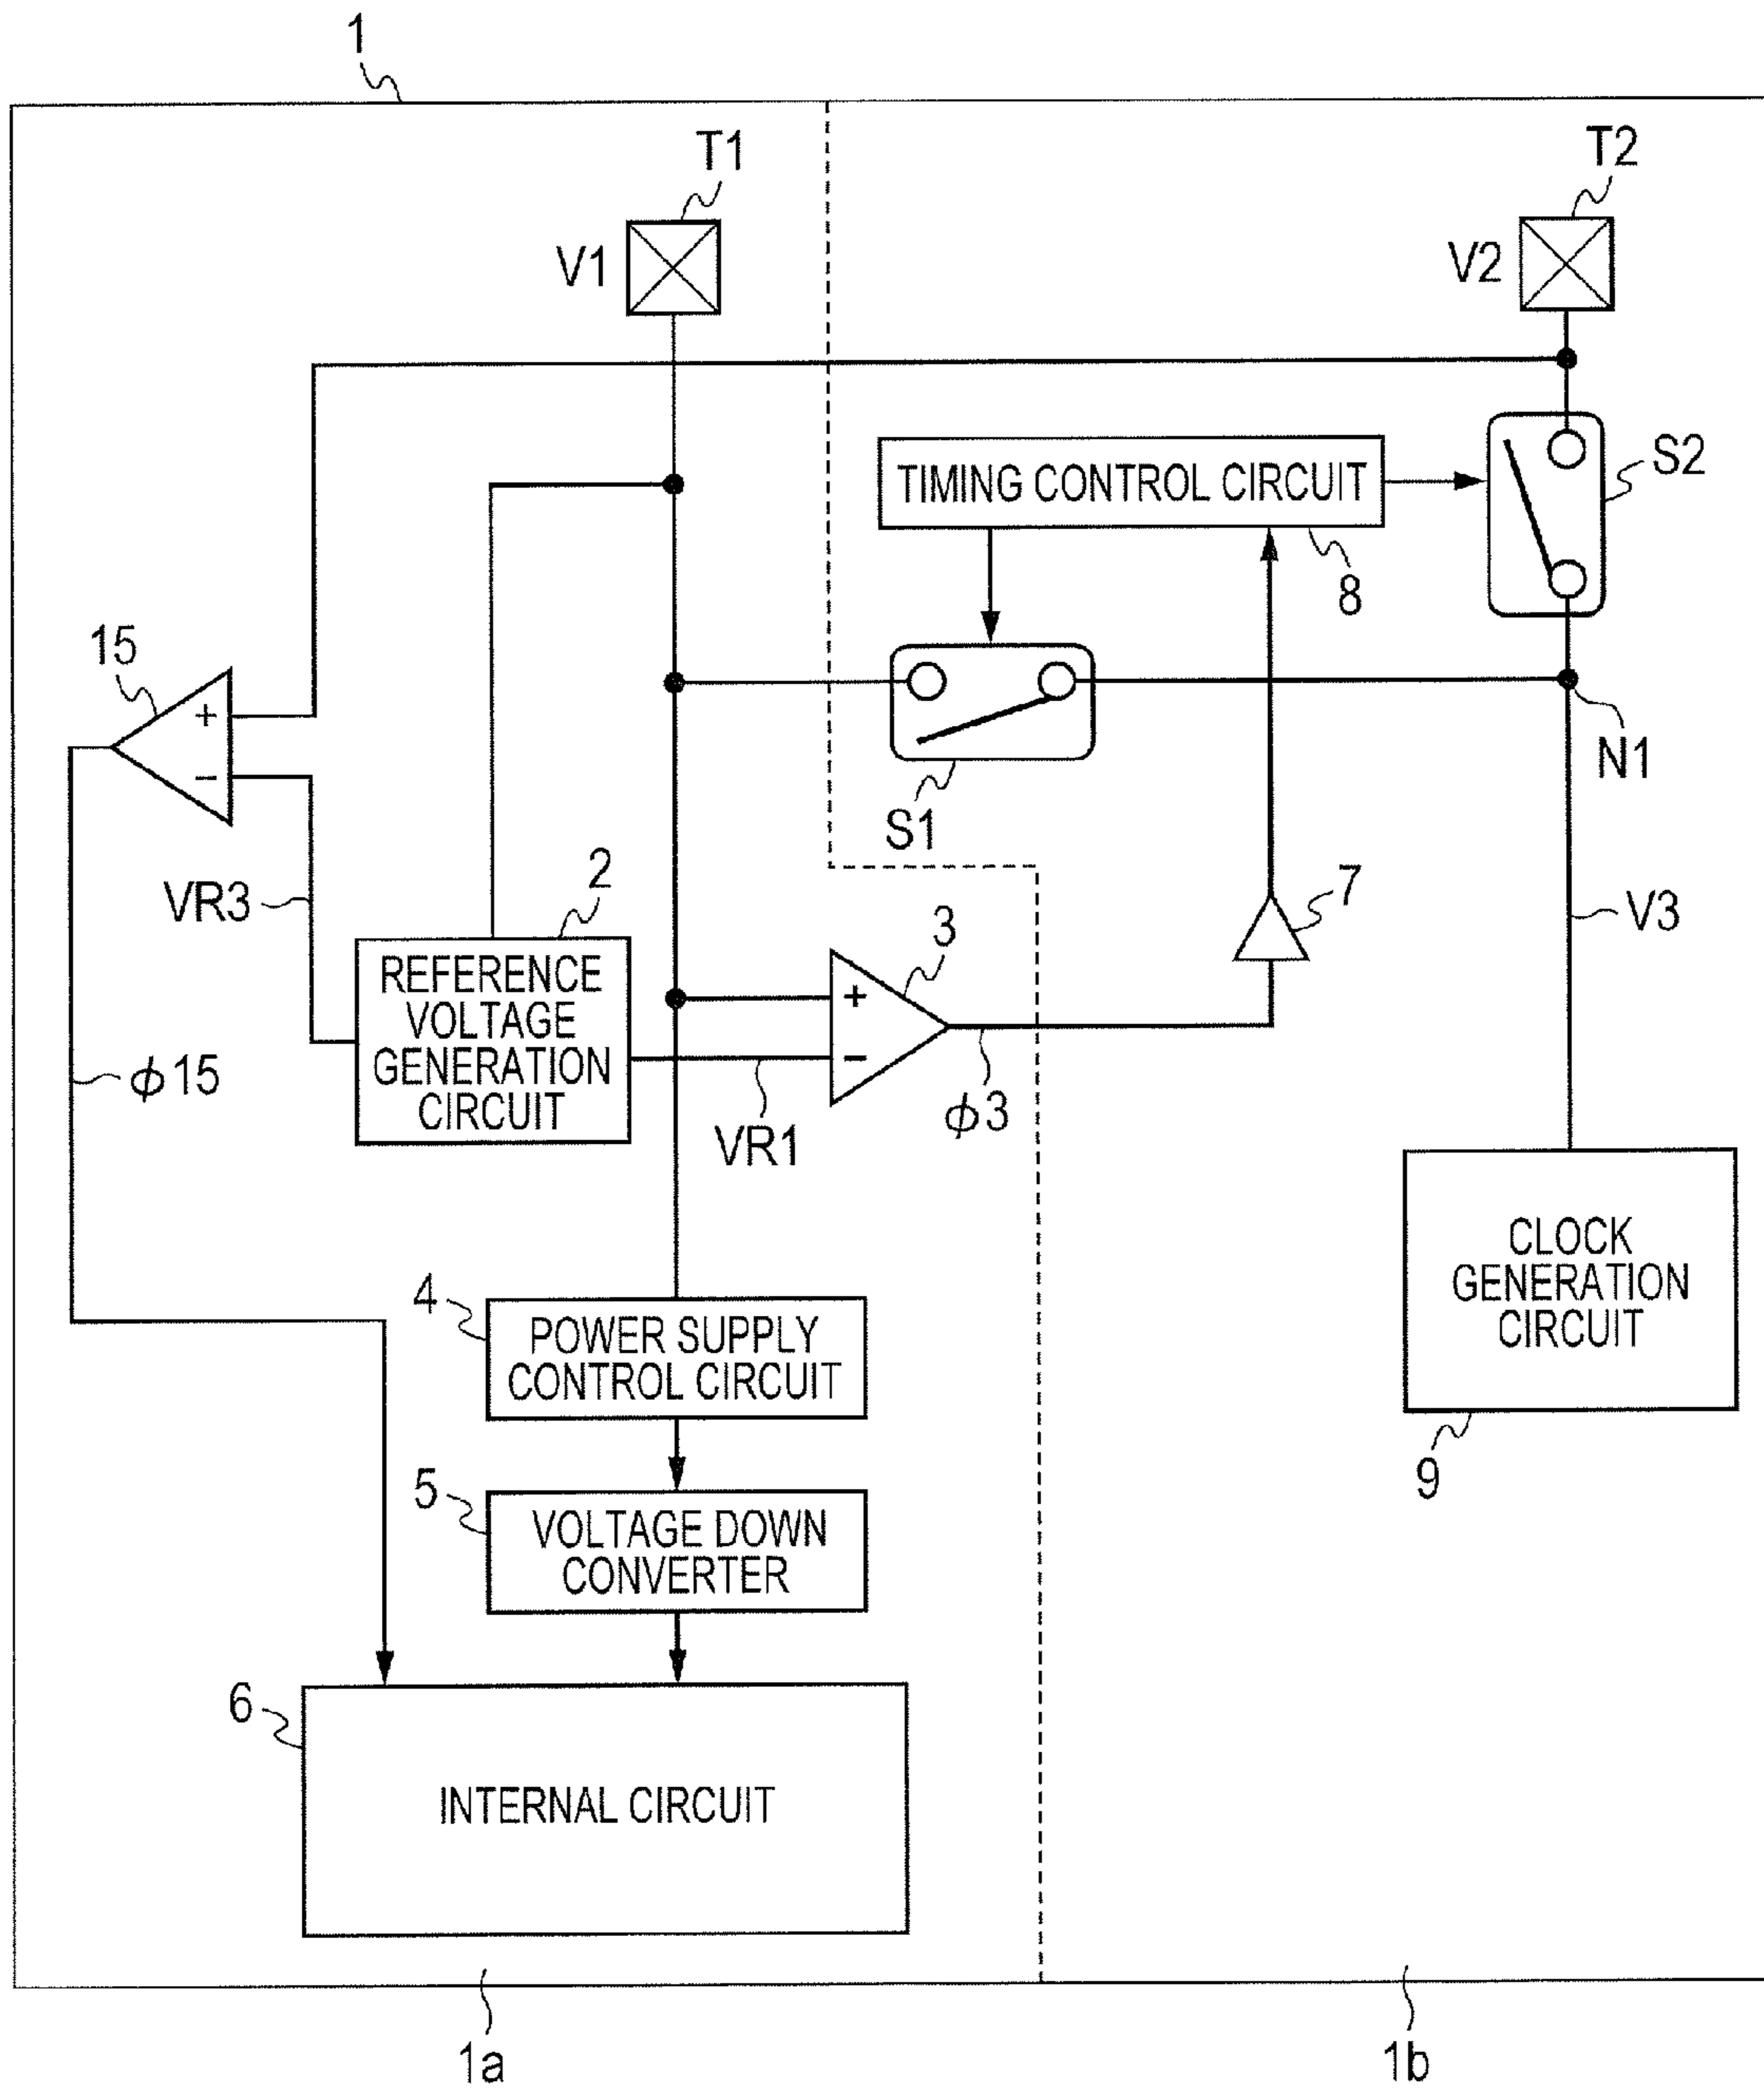 1
T1
T2
V1
V2
TIMING CONTROL CIRCUIT
S2
8
15
+
−
S1
N1
VR3
2
7
V3
3
REFERENCE
VOLTAGE
GENERATION
CIRCUIT
+
−
ϕ15
VR1
ϕ3
CLOCK
GENERATION
CIRCUIT
4
POWER SUPPLY
CONTROL CIRCUIT
9
5
VOLTAGE DOWN
CONVERTER
6
INTERNAL CIRCUIT
1a
1b